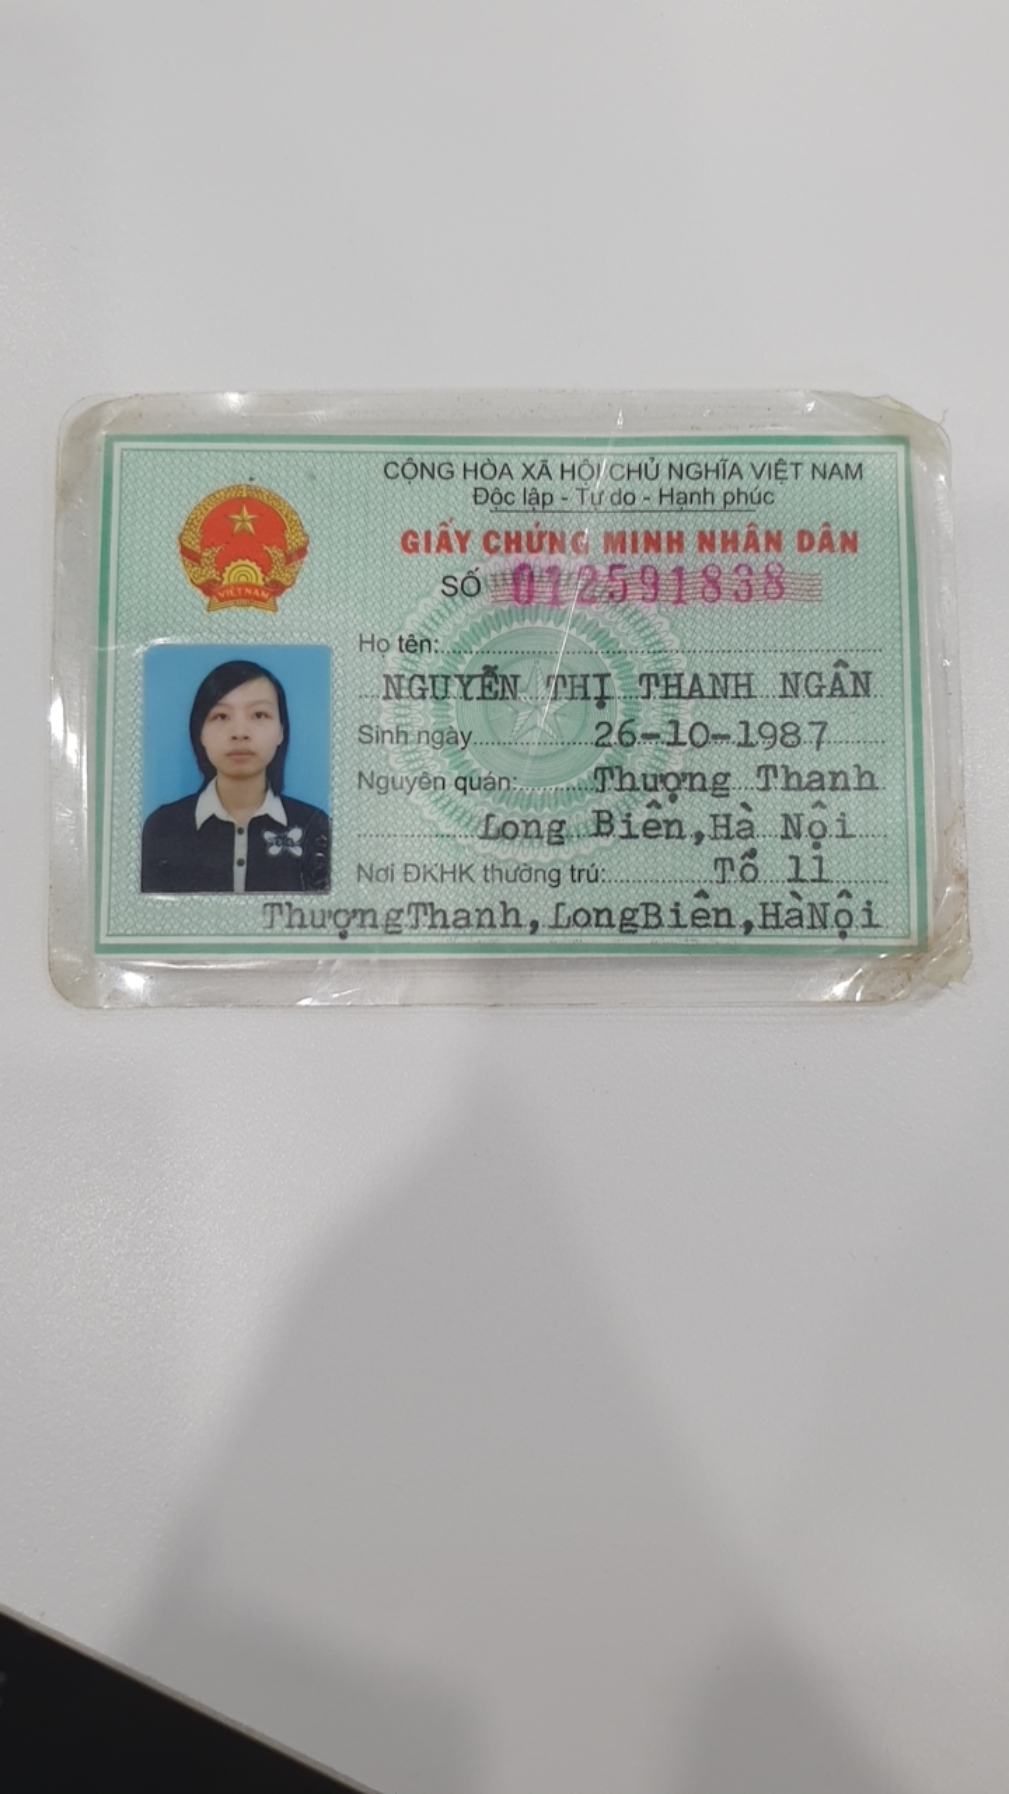 CỘNG HÒA XÃ HỘI CHỦ NGHĨA VIỆT NAM
Độc lập - Tự do - Hạnh phúc
GIẤY CHỨNG MINH NHÂN DÂN
SỐ 012591838
VIỆT NAM
Họ tên:
NGUYỄN THỊ THANH NGÂN
Sinh ngày 26-10-1987
Nguyên quán: Thượng Thanh
Long Biên, Hà Nội
Nơi ĐKHK thường trú: Tổ 11
ThượngThanh, LongBiên, HàNội